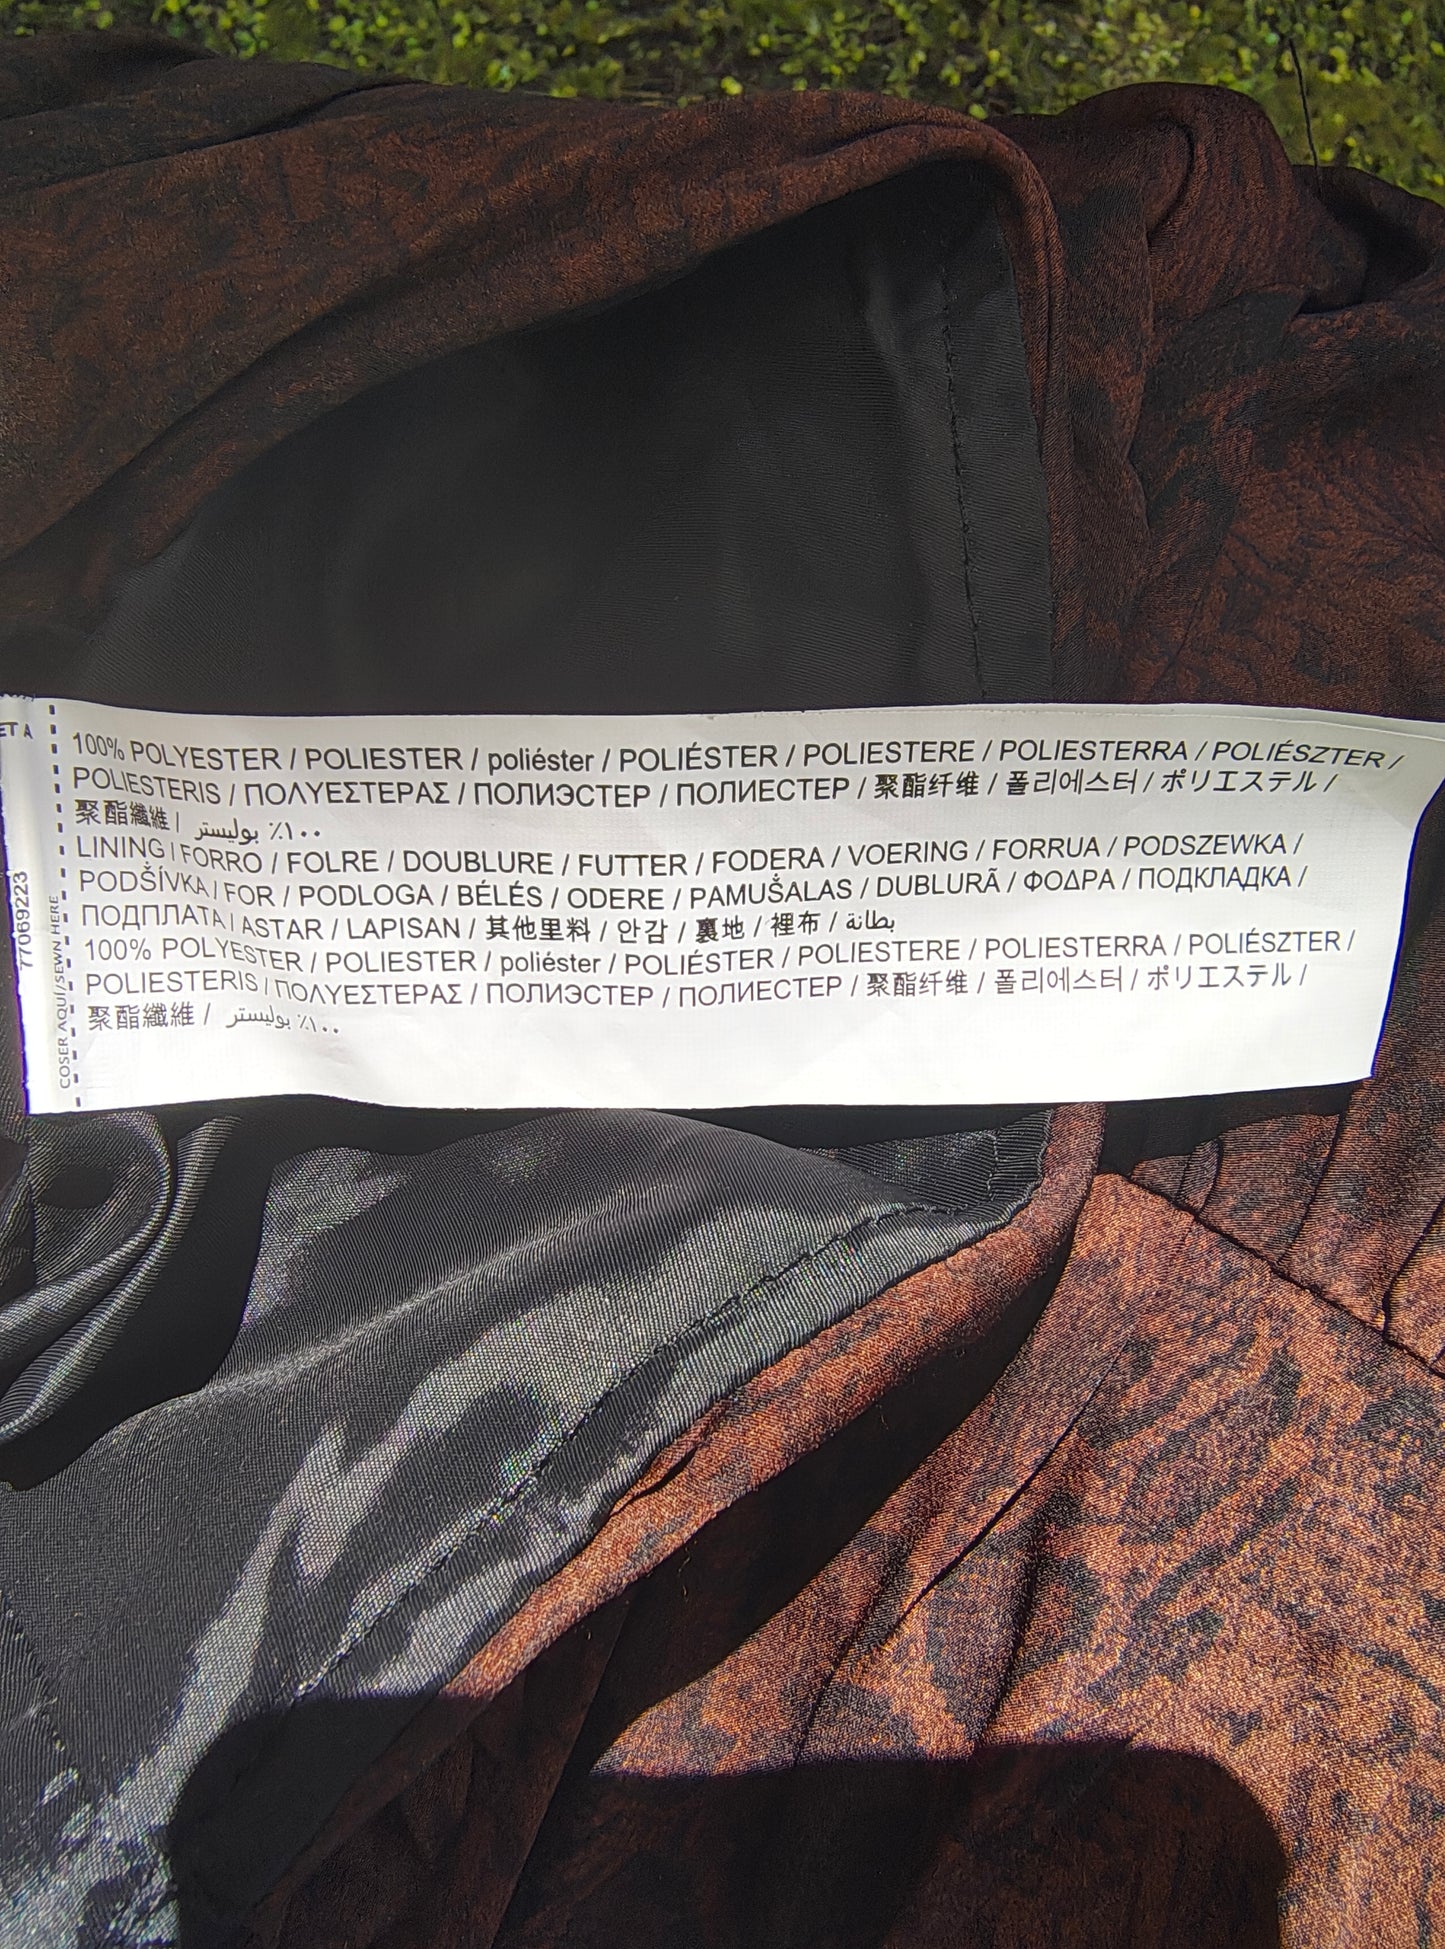 ET A
77069223
COSER AQUÍ/SEWN HERE
100% POLYESTER / POLIESTER / poliéster / POLIÉSTER / POLIESTERE / POLIESTERRA / POLIÉSZTER /
POLIESTERIS / ΠΟΛΥΕΣΤΕΡΑΣ / ПОЛИЭСТЕР / ПОЛИЕСТЕР / 聚酯纤维 / 폴리에스터 / ポリエステル /
聚酯纖維 / ١٠٠٪ بوليستر
LINING / FORRO / FOLRE / DOUBLURE / FUTTER / FODERA / VOERING / FORRUA / PODSZEWKA /
PODŠÍVKA / FOR / PODLOGA / BÉLÉS / ODERE / PAMUŠALAS / DUBLURĂ / ΦΟΔΡΑ / ПОДКЛАДКА /
ПОДПЛАТА / ASTAR / LAPISAN / 其他里料 / 안감 / 裏地 / 裡布 / بطانة
100% POLYESTER / POLIESTER / poliéster / POLIÉSTER / POLIESTERE / POLIESTERRA / POLIÉSZTER /
POLIESTERIS / ΠΟΛΥΕΣΤΕΡΑΣ / ПОЛИЭСТЕР / ПОЛИЕСТЕР / 聚酯纤维 / 폴리에스터 / ポリエステル /
聚酯纖維 / ١٠٠٪ بوليستر